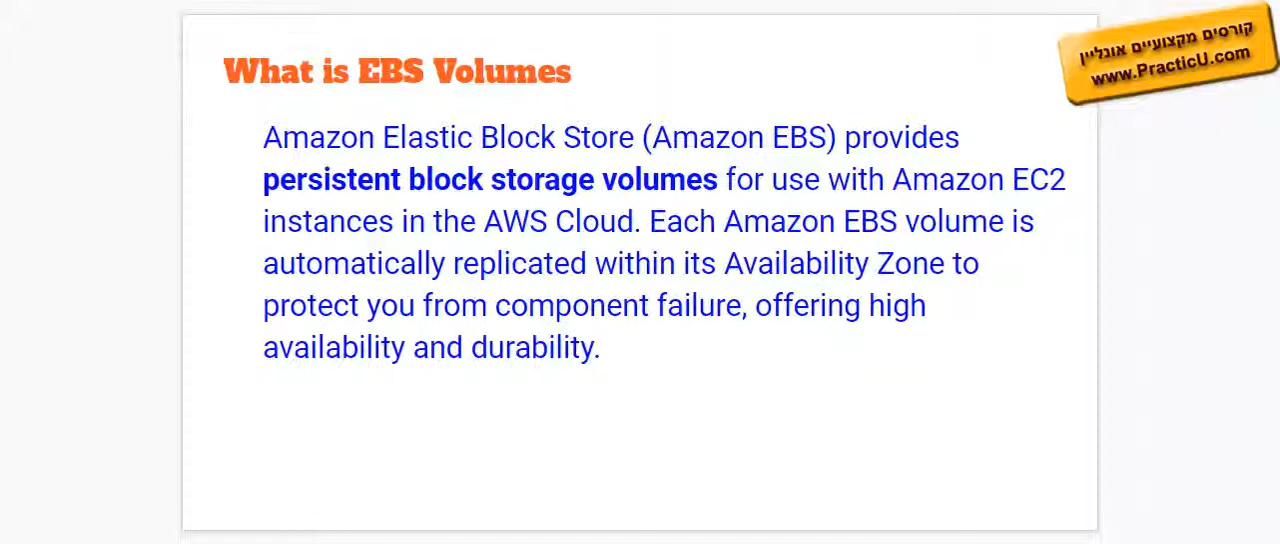 What is EBS Volumes
Amazon Elastic Block Store (Amazon EBS) provides
persistent block storage volumes for use with Amazon EC2
instances in the AWS Cloud. Each Amazon EBS volume is
automatically replicated within its Availability Zone to
protect you from component failure, offering high
availability and durability.
קורסים מקצועיים אונליין
www.PracticU.com